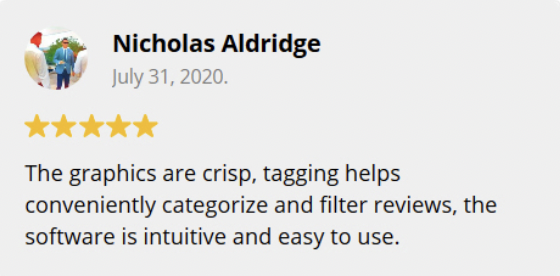 Nicholas Aldridge
July 31, 2020.
The graphics are crisp, tagging helps
conveniently categorize and filter reviews, the
software is intuitive and easy to use.